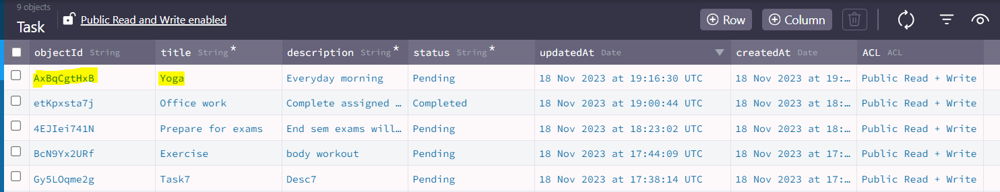 9 objects
Task Public Read and Write enabled Row Column
objectId String title String* description String* status String* updatedAt Date createdAt Date ACL ACL
AxBqCgtHxB Yoga Everyday morning Pending 18 Nov 2023 at 19:16:30 UTC 18 Nov 2023 at 19:… Public Read + Write
etKpxsta7j Office work Complete assigned … Completed 18 Nov 2023 at 19:00:44 UTC 18 Nov 2023 at 18:… Public Read + Write
4EJIei741N Prepare for exams End sem exams will… Pending 18 Nov 2023 at 18:23:02 UTC 18 Nov 2023 at 18:… Public Read + Write
BcN9Yx2URf Exercise body workout Pending 18 Nov 2023 at 17:44:09 UTC 18 Nov 2023 at 17:… Public Read + Write
Gy5LOqme2g Task7 Desc7 Pending 18 Nov 2023 at 17:38:14 UTC 18 Nov 2023 at 17:… Public Read + Write